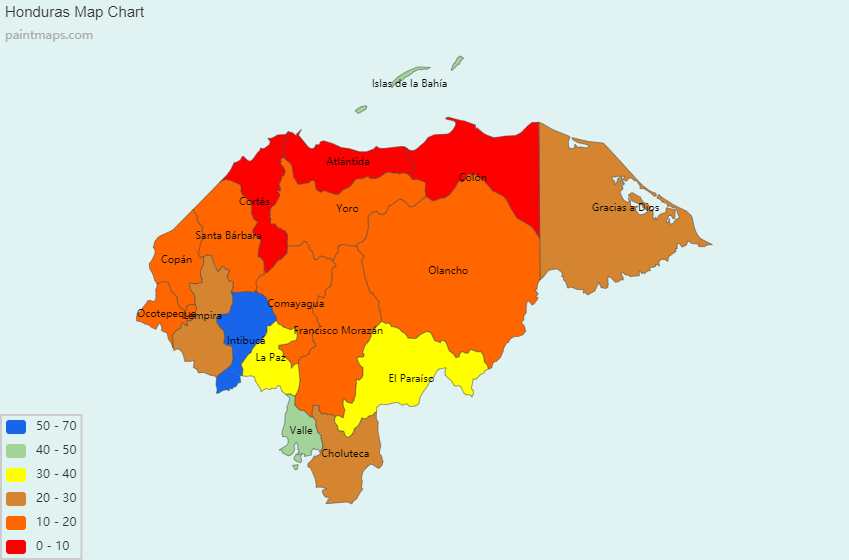 Honduras Map Chart
paintmaps.com
Islas de la Bahía
Atlántida
Colón
Cortés
Yoro
Gracias a Dios
Santa Bárbara
Copán
Olancho
Comayagua
Ocotepeque
Lempira
Francisco Morazán
Intibucá
La Paz
El Paraíso
Valle
Choluteca
50 - 70
40 - 50
30 - 40
20 - 30
10 - 20
0 - 10